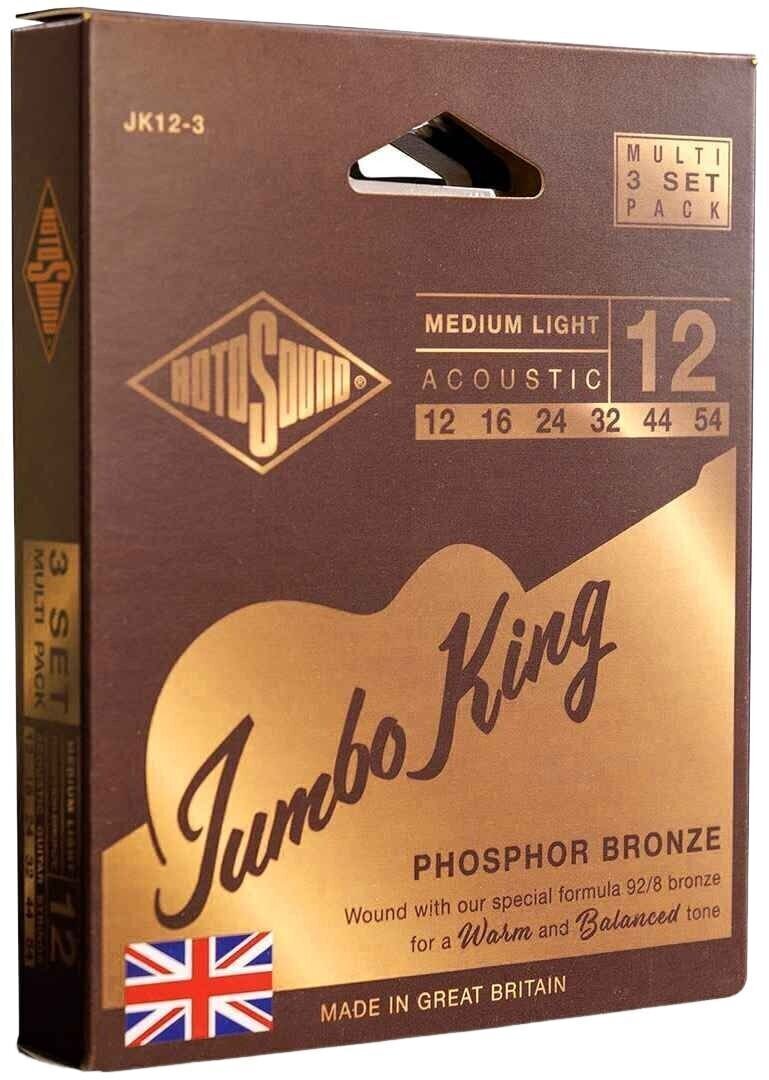 JK12-3
MULTI
3 SET
PACK
ROTOSOUND®
MEDIUM LIGHT
ACOUSTIC
12
12 16 24 32 44 54
Jumbo King
PHOSPHOR BRONZE
Wound with our special formula 92/8 bronze
for a Warm and Balanced tone
MADE IN GREAT BRITAIN
ROTOSOUND
3 SET
MULTI PACK
MEDIUM LIGHT
12